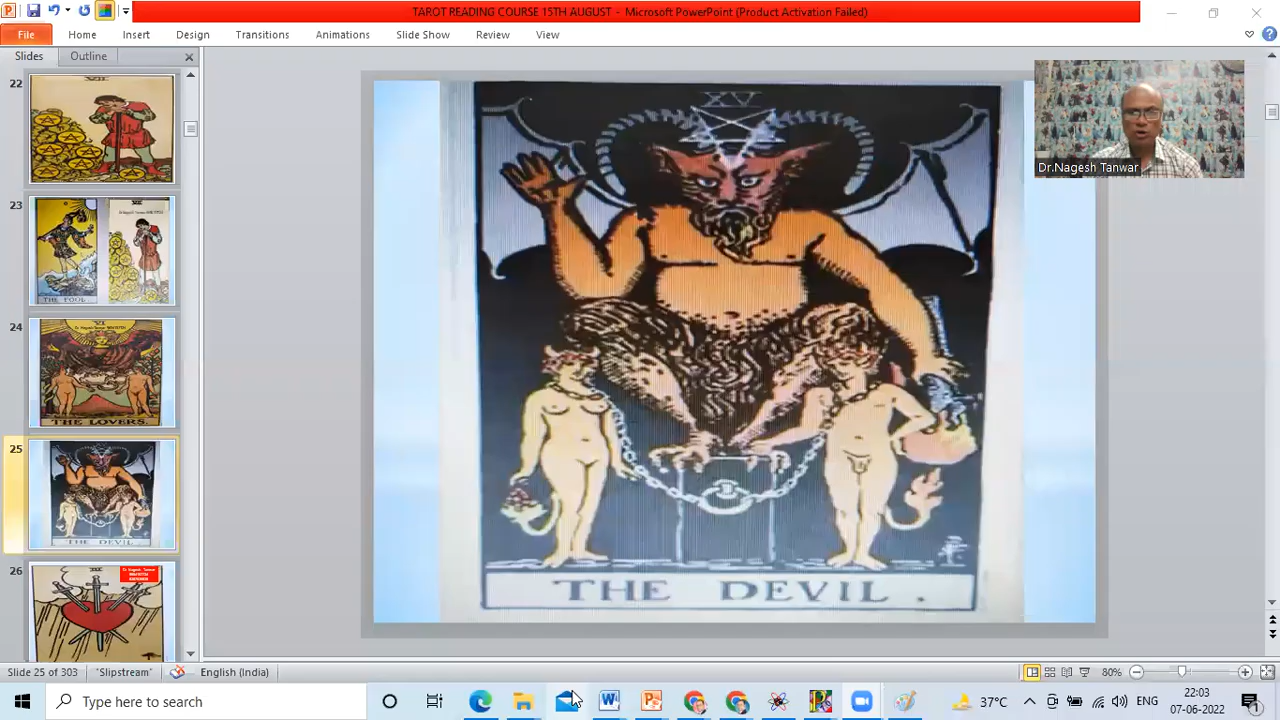 TAROT READING COURSE 15TH AUGUST - Microsoft PowerPoint (Product Activation Failed)
File Home Insert Design Transitions Animations Slide Show Review View
Slides Outline
22
VII
23
THE FOOL
24
VI
THE LOVERS
25
THE DEVIL
26
XV
THE DEVIL .
Dr.Nagesh Tanwar
Slide 25 of 303 "Slipstream" English (India) 80%
Type here to search
37°C ENG
22:03
07-06-2022
1